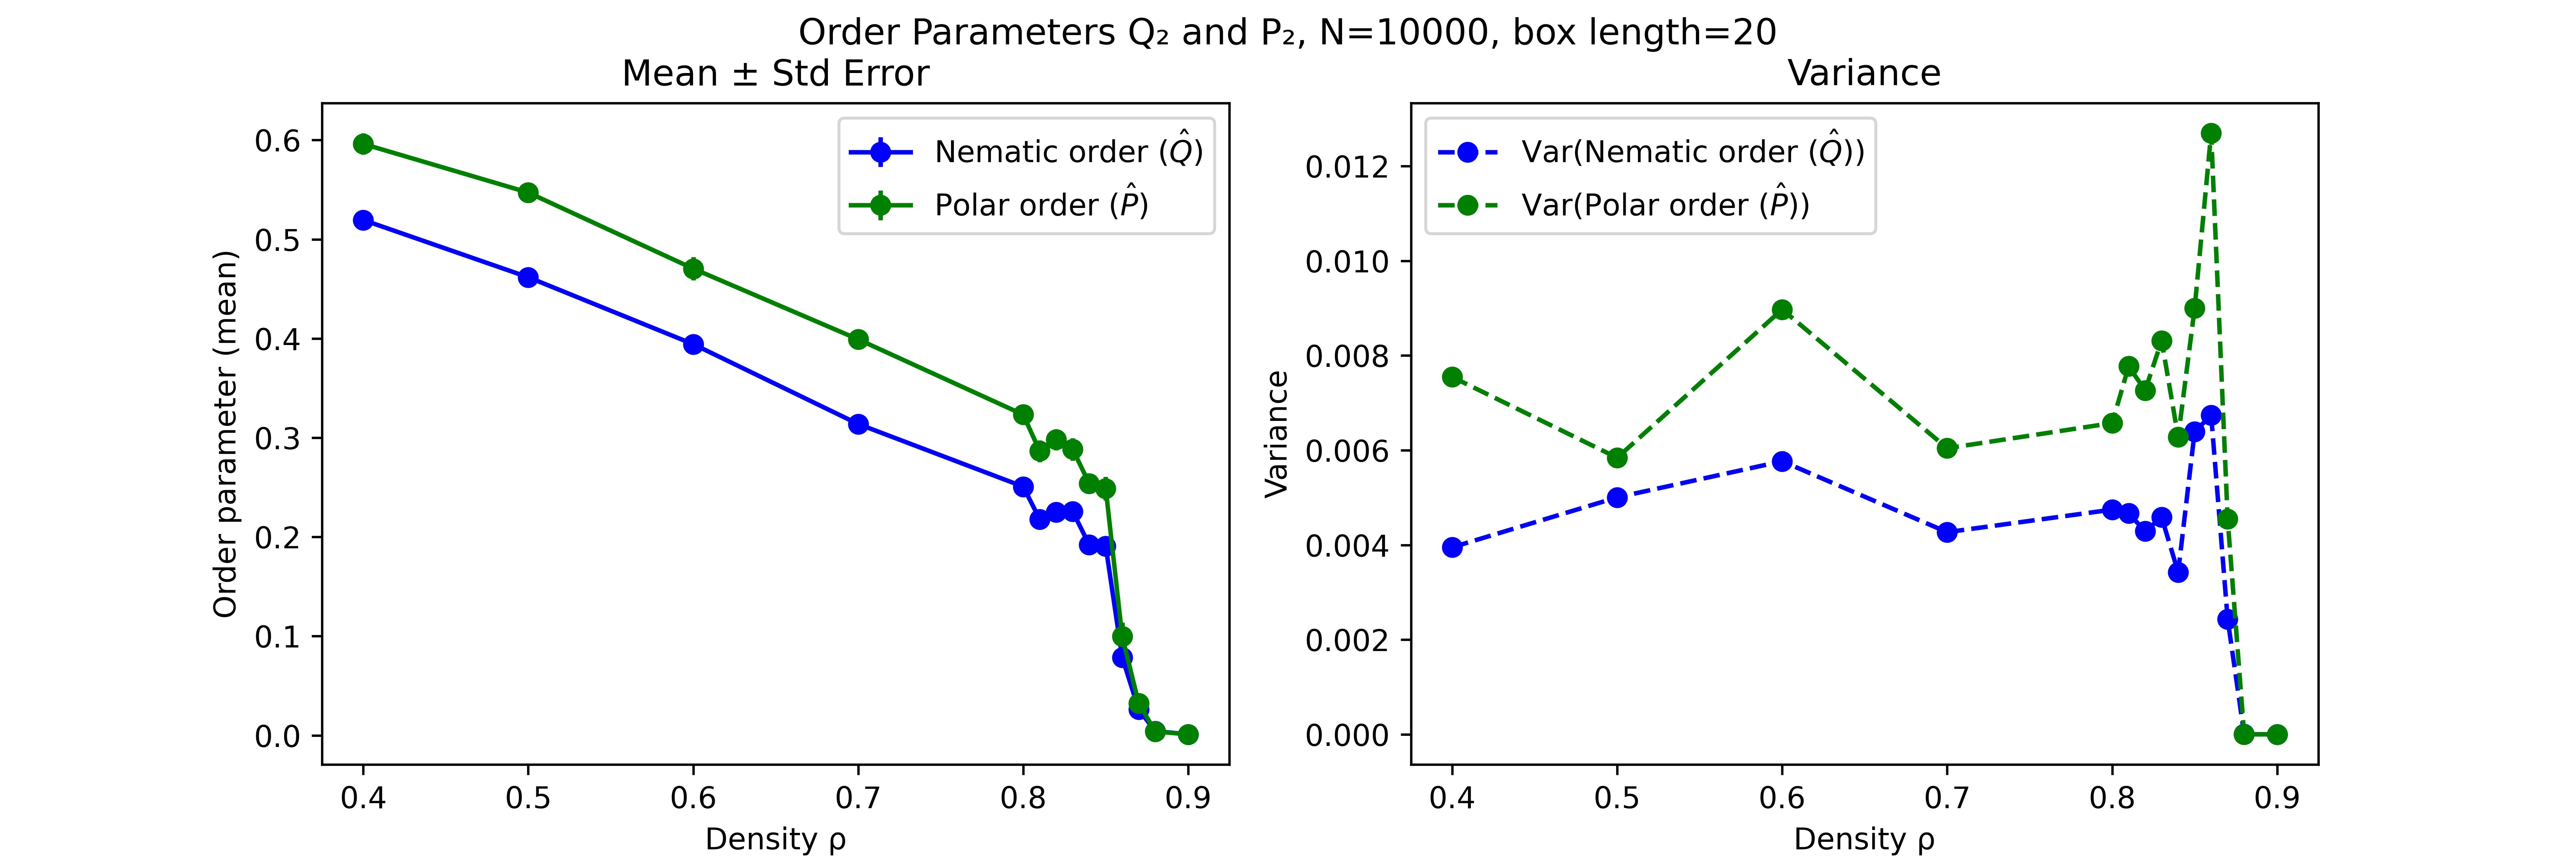 Order Parameters Q₂ and P₂, N=10000, box length=20
Mean ± Std Error
Order parameter (mean)
0.6
0.5
0.4
0.3
0.2
0.1
0.0
Nematic order (Q̂)
Polar order (P̂)
0.4 0.5 0.6 0.7 0.8 0.9
Density ρ
Variance
Variance
0.012
0.010
0.008
0.006
0.004
0.002
0.000
Var(Nematic order (Q̂))
Var(Polar order (P̂))
0.4 0.5 0.6 0.7 0.8 0.9
Density ρ